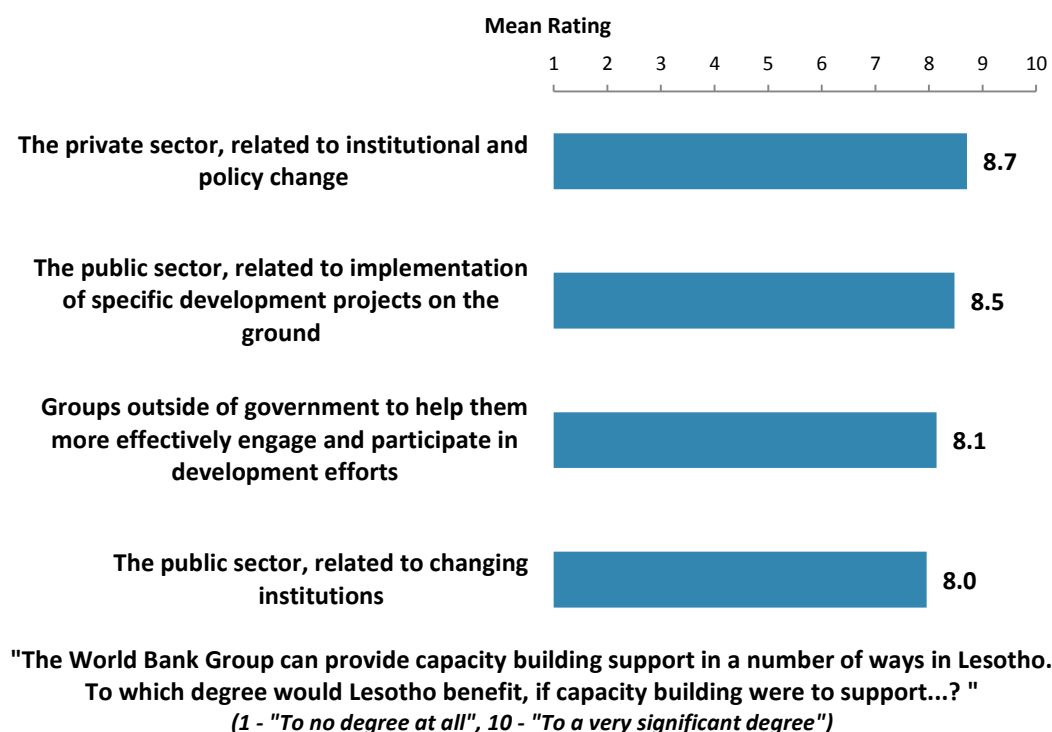 Mean Rating
1 2 3 4 5 6 7 8 9 10
The private sector, related to institutional and
policy change
8.7
The public sector, related to implementation
of specific development projects on the
ground
8.5
Groups outside of government to help them
more effectively engage and participate in
development efforts
8.1
The public sector, related to changing
institutions
8.0
"The World Bank Group can provide capacity building support in a number of ways in Lesotho.
To which degree would Lesotho benefit, if capacity building were to support...? "
(1 - "To no degree at all", 10 - "To a very significant degree")